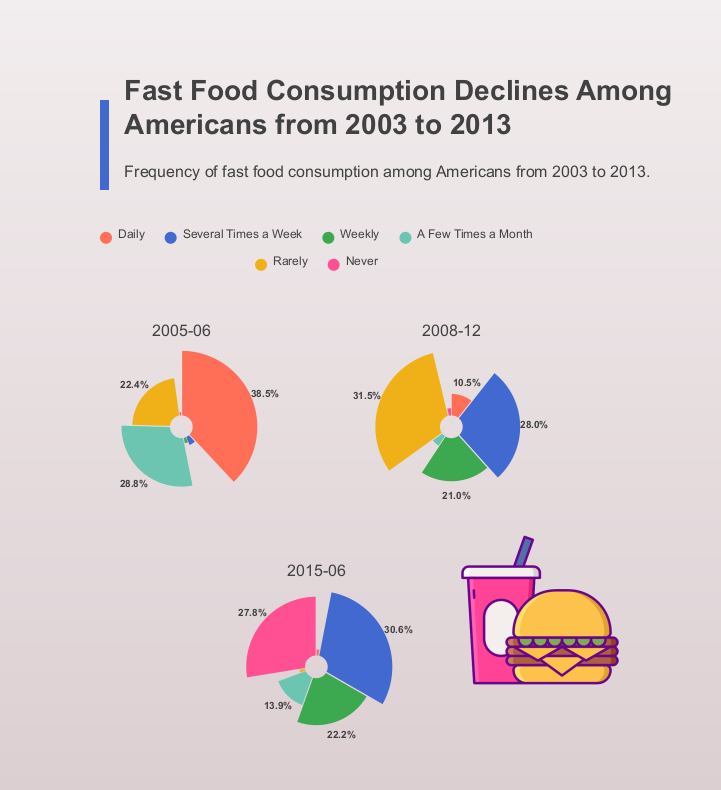 Fast Food Consumption Declines Among
Americans from 2003 to 2013
Frequency of fast food consumption among Americans from 2003 to 2013.
Daily Several Times a Week Weekly A Few Times a Month
Rarely Never
2005-06
22.4%
38.5%
28.8%
2008-12
10.5%
31.5%
28.0%
21.0%
2015-06
27.8%
30.6%
13.9%
22.2%